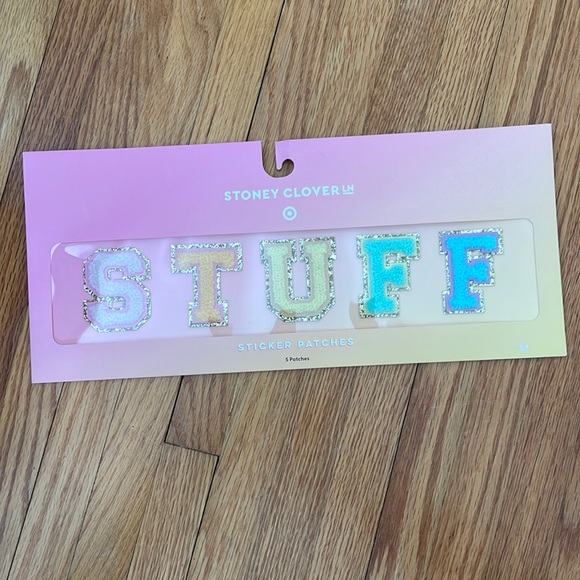 STONEY CLOVER LN
STUFF
STICKER PATCHES
5 Patches